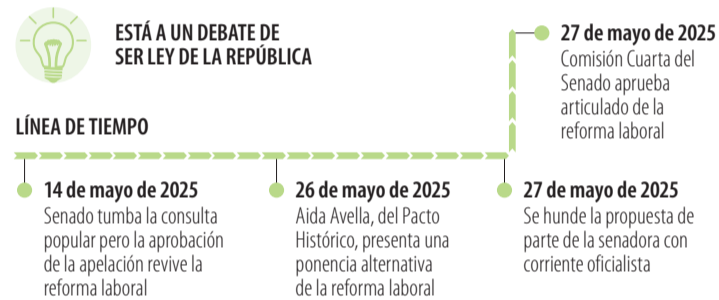 ESTÁ A UN DEBATE DE
SER LEY DE LA REPÚBLICA
LÍNEA DE TIEMPO
14 de mayo de 2025
Senado tumba la consulta
popular pero la aprobación
de la apelación revive la
reforma laboral
26 de mayo de 2025
Aida Avella, del Pacto
Histórico, presenta una
ponencia alternativa
de la reforma laboral
27 de mayo de 2025
Se hunde la propuesta de
parte de la senadora con
corriente oficialista
27 de mayo de 2025
Comisión Cuarta del
Senado aprueba
articulado de la
reforma laboral